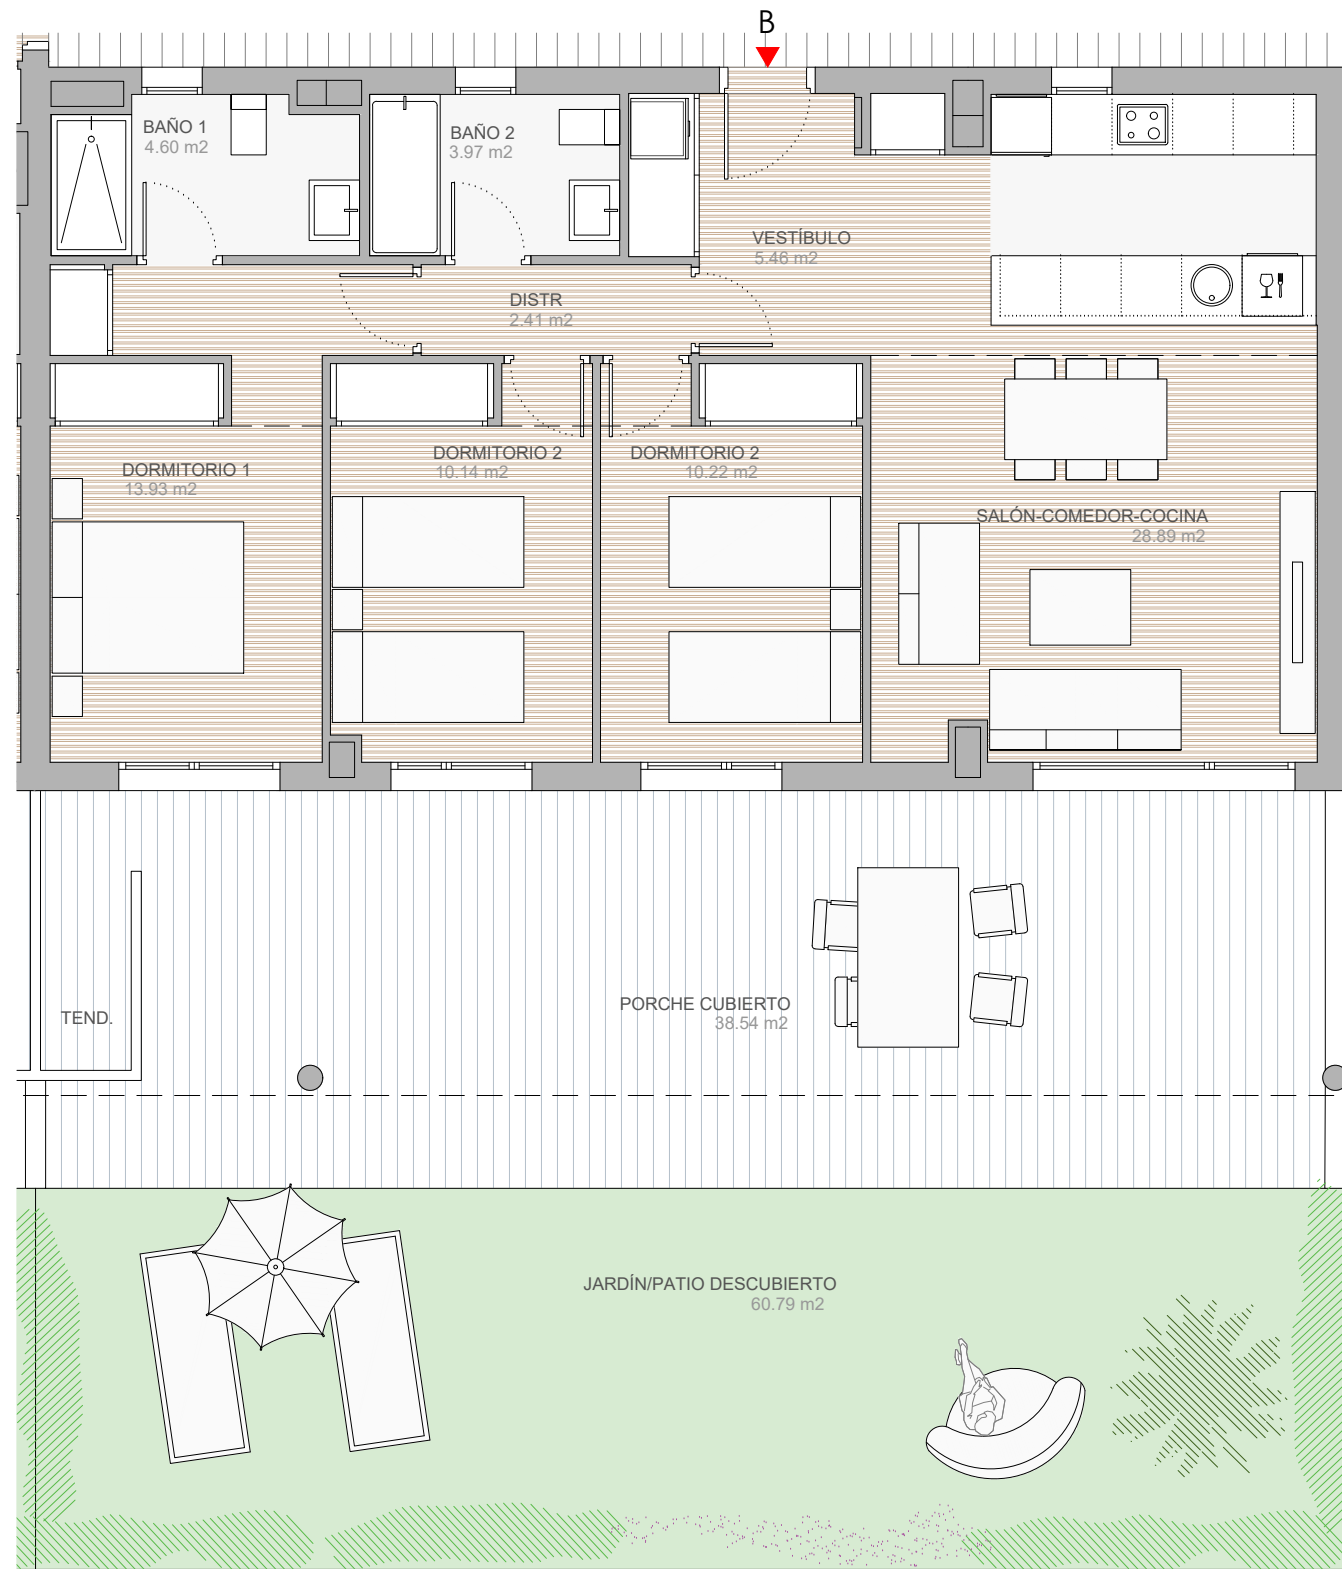 B
BAÑO 1
4.60 m2
BAÑO 2
3.97 m2
VESTÍBULO
5.46 m2
DISTR
2.41 m2
DORMITORIO 1
13.93 m2
DORMITORIO 2
10.14 m2
DORMITORIO 2
10.22 m2
SALÓN-COMEDOR-COCINA
28.89 m2
TEND.
PORCHE CUBIERTO
38.54 m2
JARDÍN/PATIO DESCUBIERTO
60.79 m2